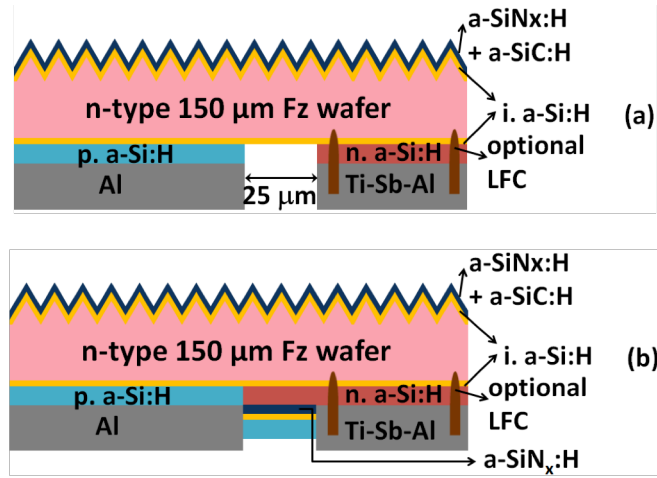 a-SiNx:H
+ a-SiC:H
n-type 150 µm Fz wafer
i. a-Si:H
(a)
p. a-Si:H
n. a-Si:H
optional
Al
Ti-Sb-Al
LFC
25 µm
a-SiNx:H
+ a-SiC:H
n-type 150 µm Fz wafer
i. a-Si:H
(b)
p. a-Si:H
n. a-Si:H
optional
Al
Ti-Sb-Al
LFC
a-SiNₓ:H